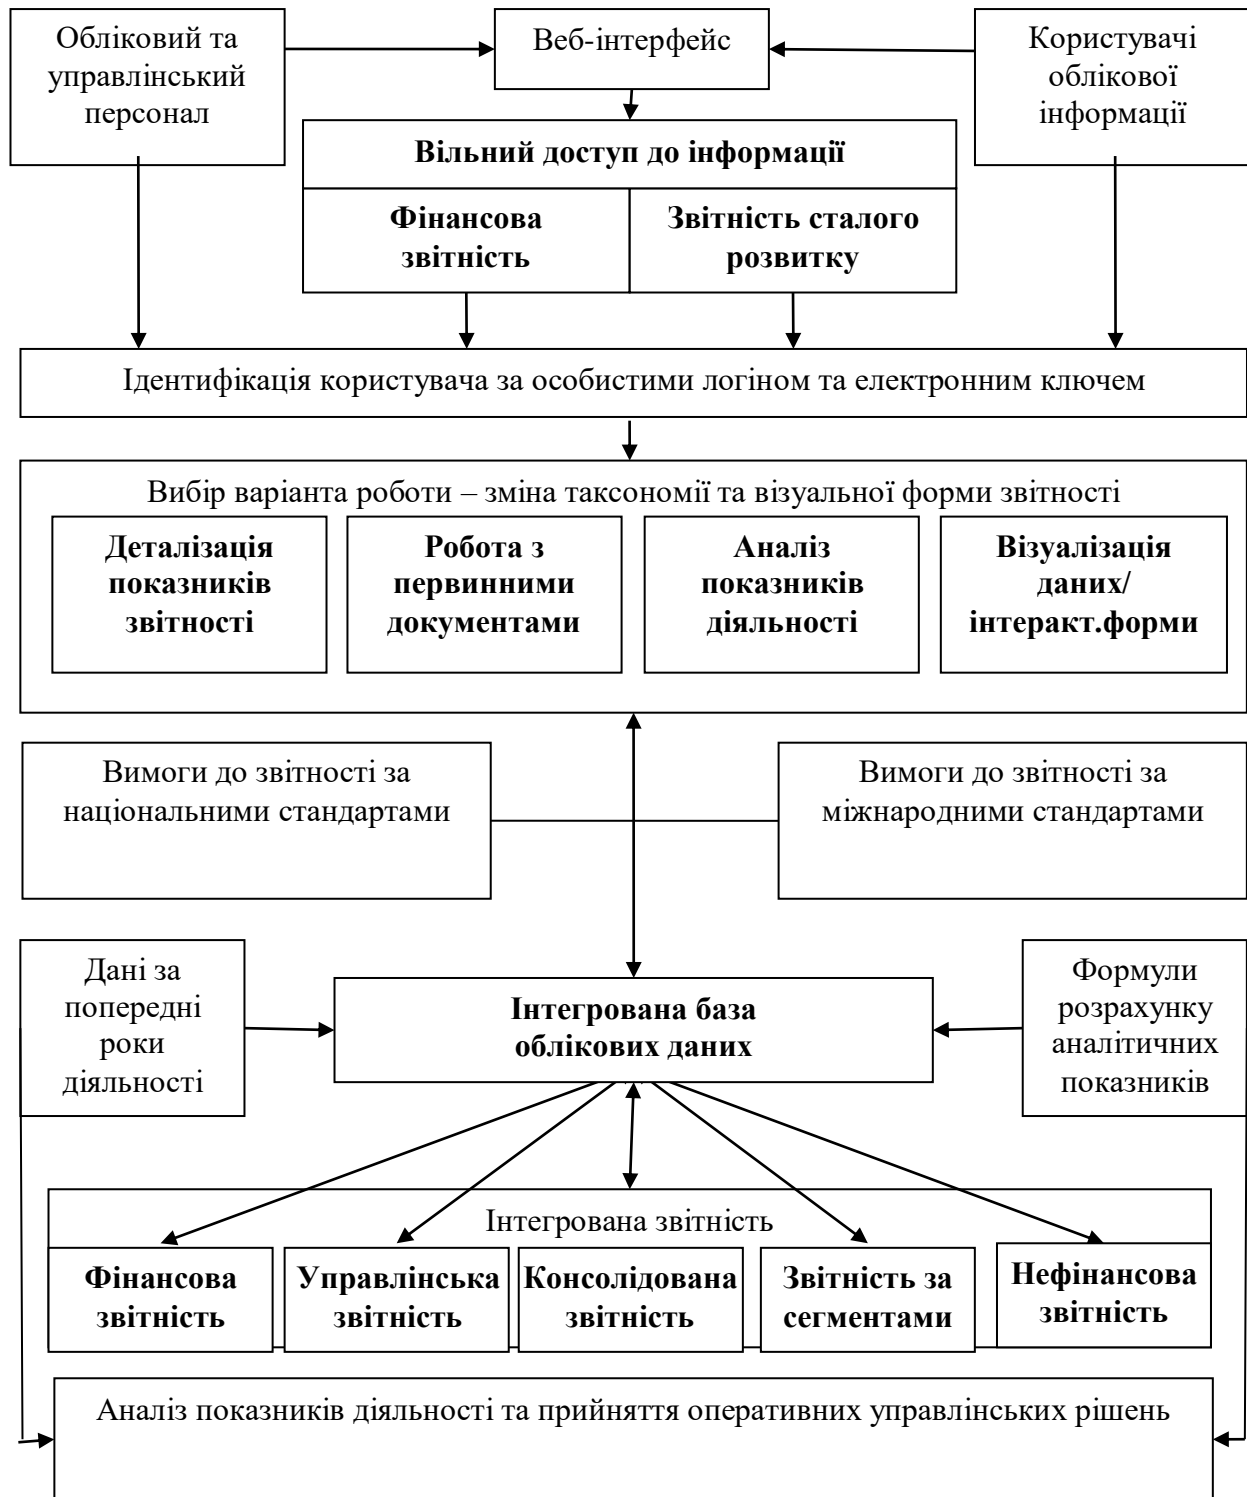 Обліковий та
управлінський
персонал
Веб-інтерфейс
Користувачі
облікової
інформації
Вільний доступ до інформації
Фінансова
звітність
Звітність сталого
розвитку
Ідентифікація користувача за особистими логіном та електронним ключем
Вибір варіанта роботи – зміна таксономії та візуальної форми звітності
Деталізація
показників
звітності
Робота з
первинними
документами
Аналіз
показників
діяльності
Візуалізація
даних/
інтеракт.форми
Вимоги до звітності за
національними стандартами
Вимоги до звітності за
міжнародними стандартами
Дані за
попередні
роки
діяльності
Інтегрована база
облікових даних
Формули
розрахунку
аналітичних
показників
Інтегрована звітність
Фінансова
звітність
Управлінська
звітність
Консолідована
звітність
Звітність за
сегментами
Нефінансова
звітність
Аналіз показників діяльності та прийняття оперативних управлінських рішень